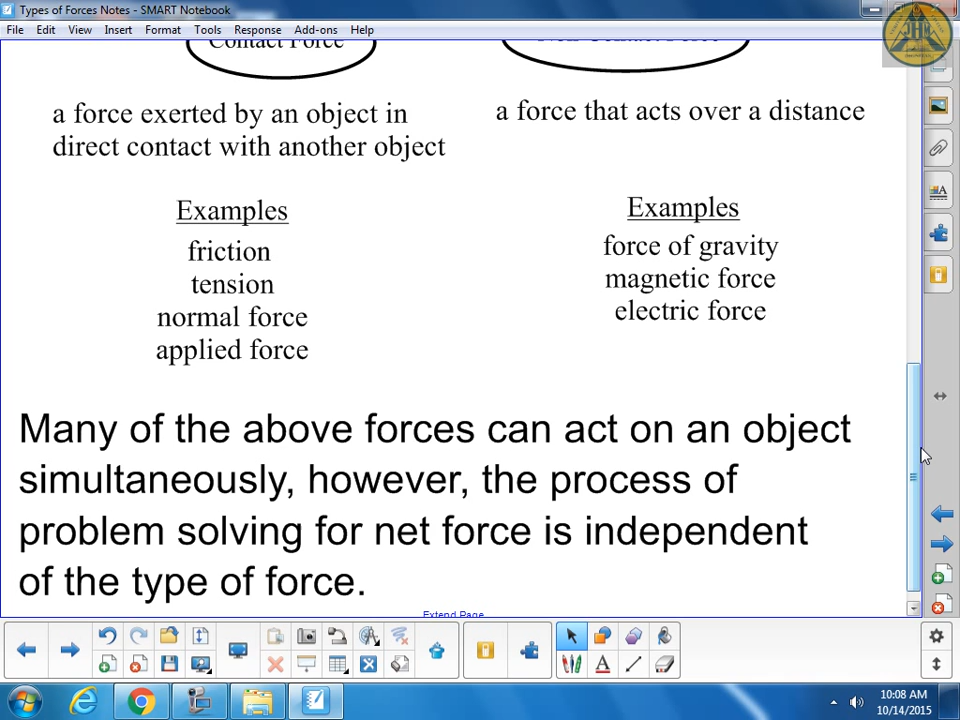 Types of Forces Notes - SMART Notebook
File Edit View Insert Format Tools Response Add-ons Help
Contact Force
Non-Contact Force
a force exerted by an object in
direct contact with another object
a force that acts over a distance
Examples
friction
tension
normal force
applied force
Examples
force of gravity
magnetic force
electric force
Many of the above forces can act on an object
simultaneously, however, the process of
problem solving for net force is independent
of the type of force.
Extend Page
10:08 AM
10/14/2015